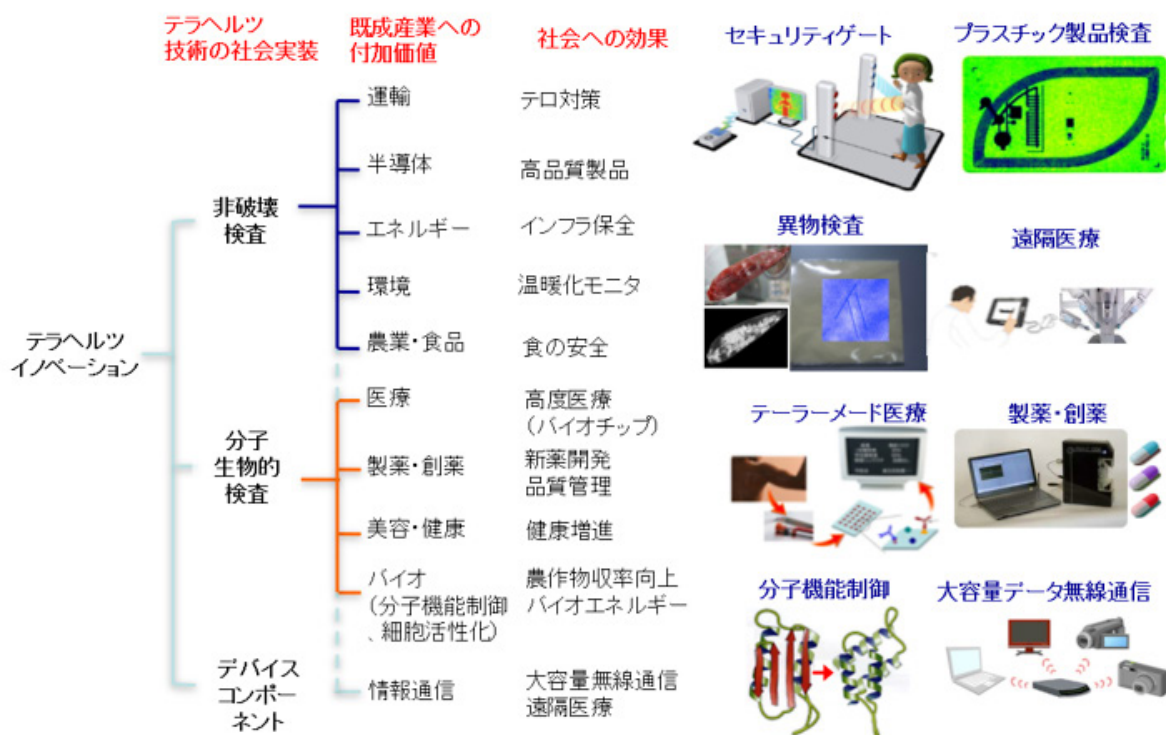 テラヘルツ
技術の社会実装
既成産業への
付加価値
社会への効果
テラヘルツ
イノベーション
非破壊
検査
運輸
テロ対策
半導体
高品質製品
エネルギー
インフラ保全
環境
温暖化モニタ
農業・食品
食の安全
分子
生物的
検査
医療
高度医療
(バイオチップ)
製薬・創薬
新薬開発
品質管理
美容・健康
健康増進
バイオ
(分子機能制御
、細胞活性化)
農作物収率向上
バイオエネルギー
デバイス
コンポー
ネント
情報通信
大容量無線通信
遠隔医療
セキュリティゲート
プラスチック製品検査
異物検査
遠隔医療
テーラーメード医療
製薬・創薬
分子機能制御
大容量データ無線通信